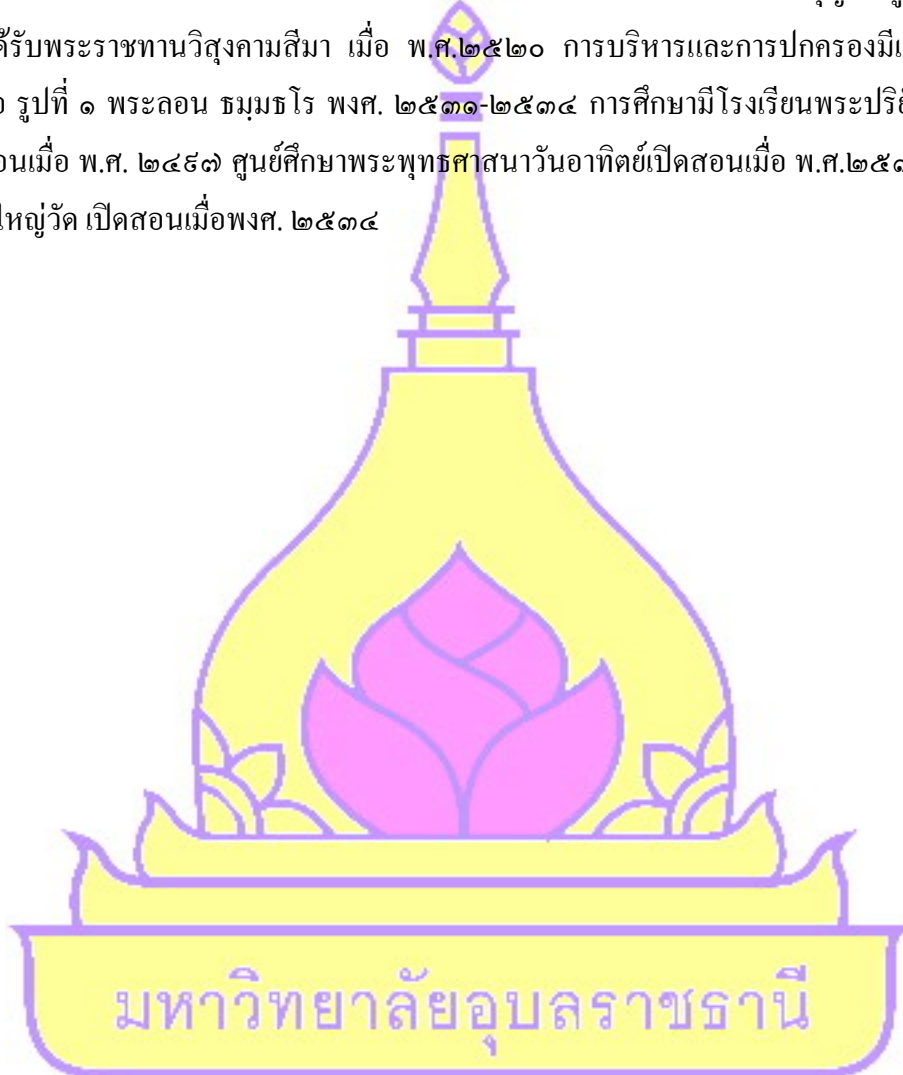 ด้รับพระราชทานวิสุงคามสีมา เมื่อ พ.ศ.๒๕๒๐ การบริหารและการปกครองมีเ
รูปที่ ๑ พระลอน ธมฺมธโร พงศ. ๒๕๓๑-๒๕๓๔ การศึกษามีโรงเรียนพระปริย
อนเมื่อ พ.ศ. ๒๔๙๗ ศูนย์ศึกษาพระพุทธศาสนาวันอาทิตย์เปิดสอนเมื่อ พ.ศ.๒๕
ใหญ่วัด เปิดสอนเมื่อพงศ. ๒๕๓๔
มหาวิทยาลัยอุบลราชธานี